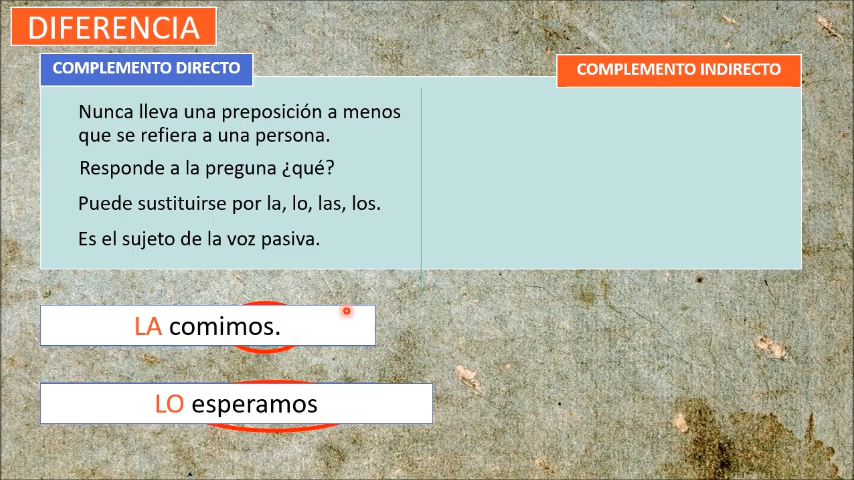 DIFERENCIA
COMPLEMENTO DIRECTO
COMPLEMENTO INDIRECTO
Nunca lleva una preposición a menos
que se refiera a una persona.
Responde a la preguna ¿qué?
Puede sustituirse por la, lo, las, los.
Es el sujeto de la voz pasiva.
LA comimos.
LO esperamos